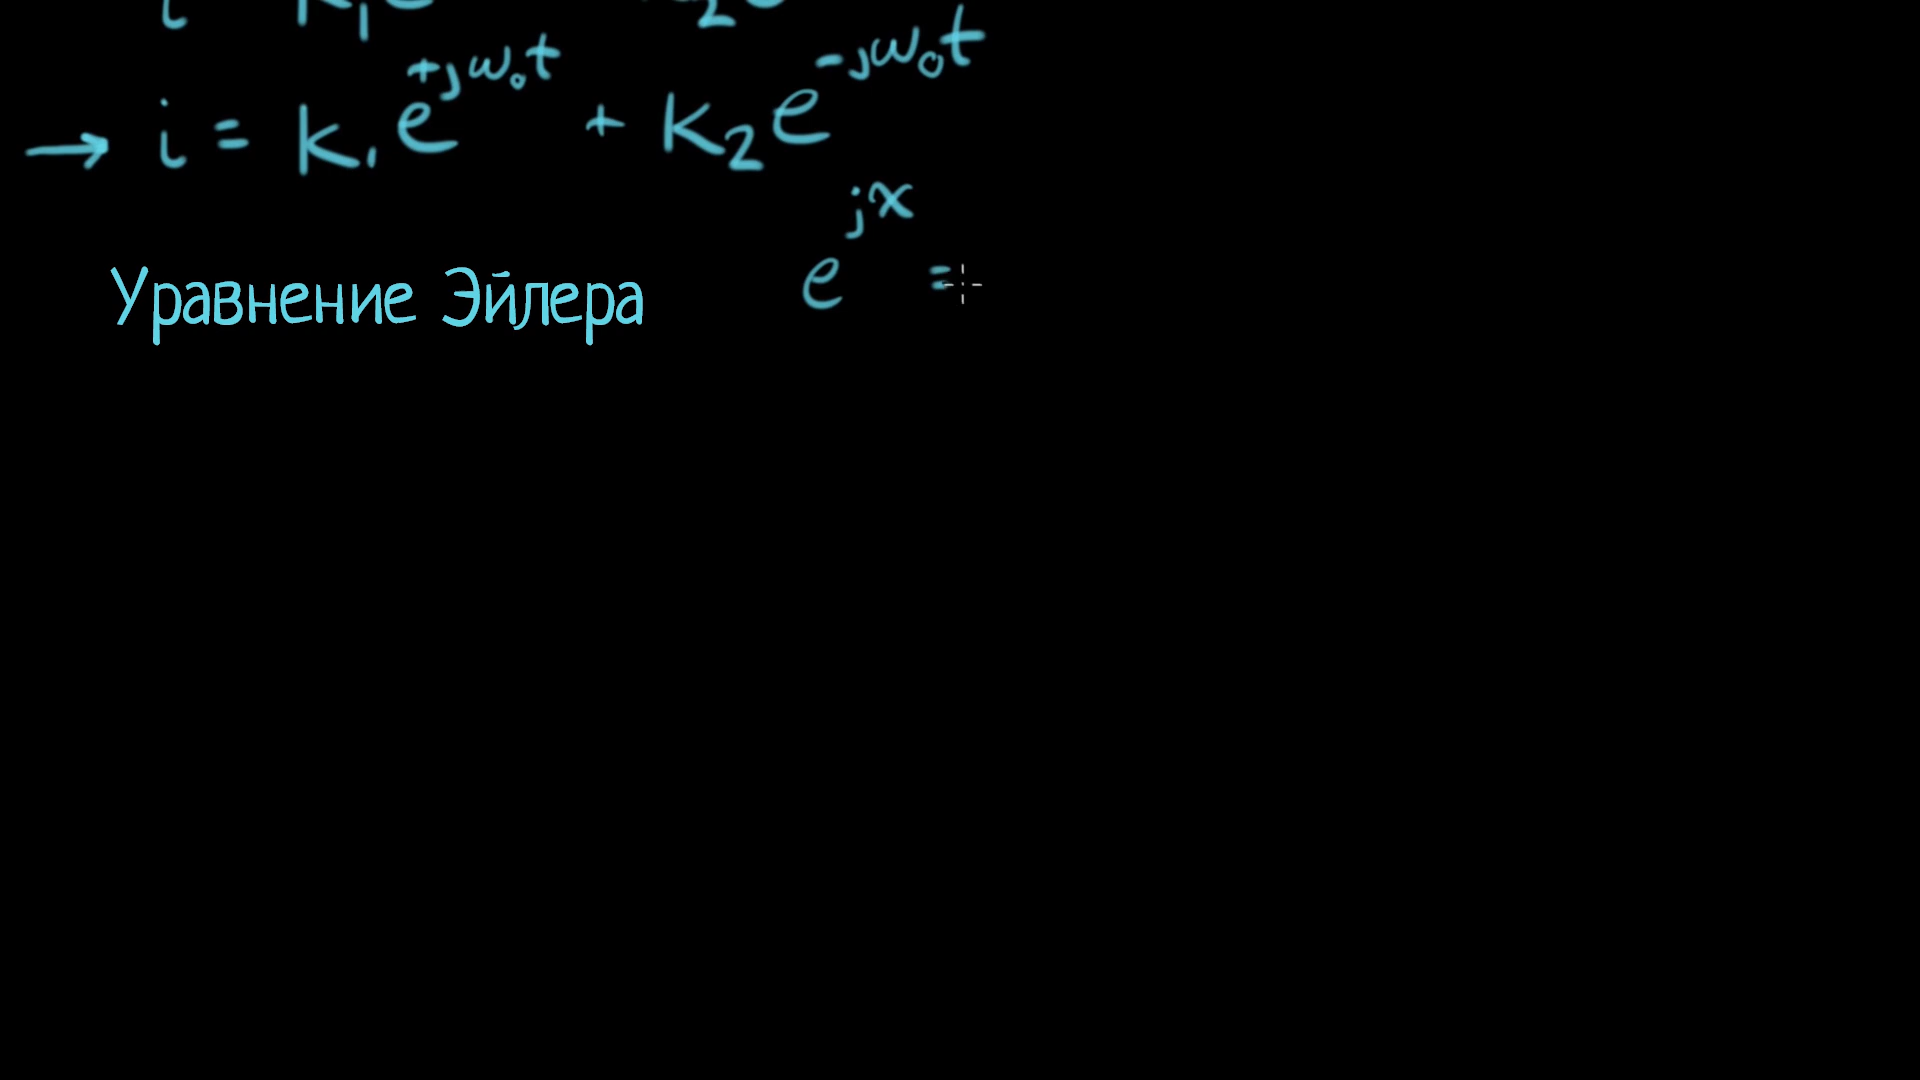 → i = K₁e^{+jω₀t} + K₂e^{-jω₀t}
Уравнение Эйлера e^{jx} =